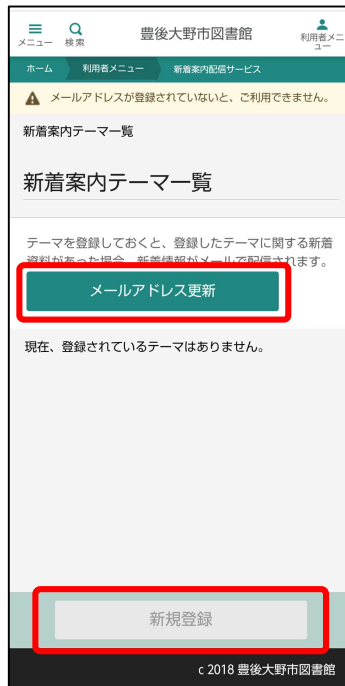 メニュー
検索
豊後大野市図書館
利用者メニ
ュー
ホーム 利用者メニュー 新着案内配信サービス
メールアドレスが登録されていないと、ご利用できません。
新着案内テーマ一覧
新着案内テーマ一覧
テーマを登録しておくと、登録したテーマに関する新着
資料があった場合、新着情報がメールで配信されます。
メールアドレス更新
現在、登録されているテーマはありません。
新規登録
c 2018 豊後大野市図書館